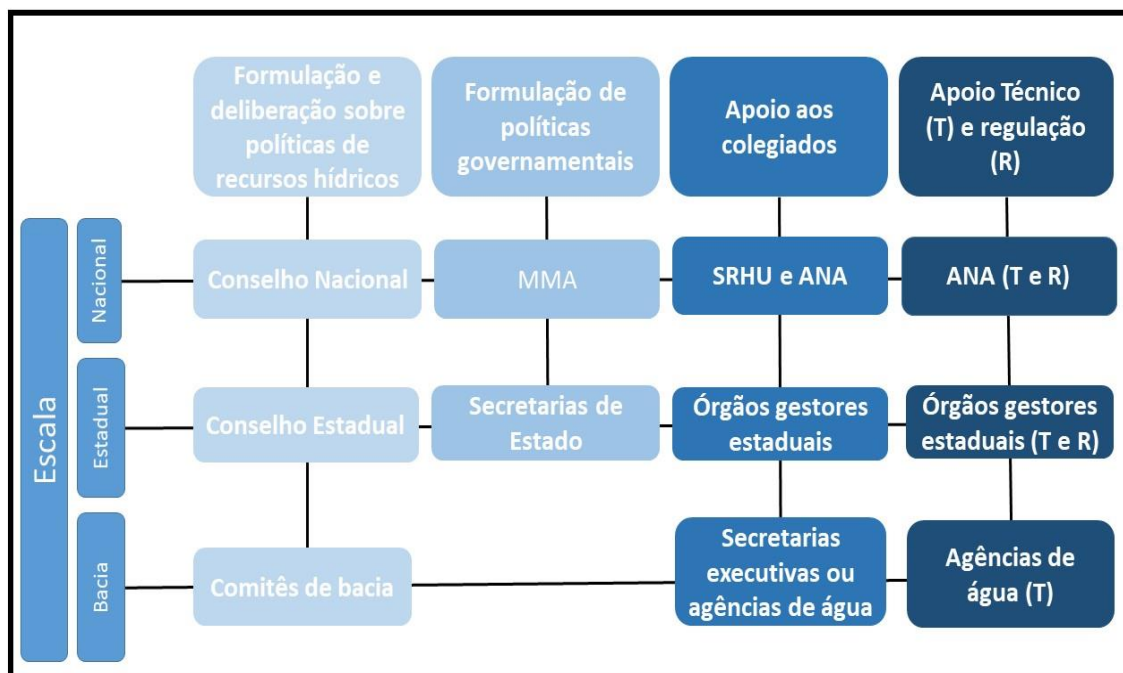 Formulação e
deliberação sobre
políticas de
recursos hídricos
Formulação de
políticas
governamentais
Apoio aos
colegiados
Apoio Técnico
(T) e regulação
(R)
Escala
Nacional
Conselho Nacional
MMA
SRHU e ANA
ANA (T e R)
Estadual
Conselho Estadual
Secretarias de
Estado
Órgãos gestores
estaduais
Órgãos gestores
estaduais (T e R)
Bacia
Comitês de bacia
Secretarias
executivas ou
agências de água
Agências de
água (T)